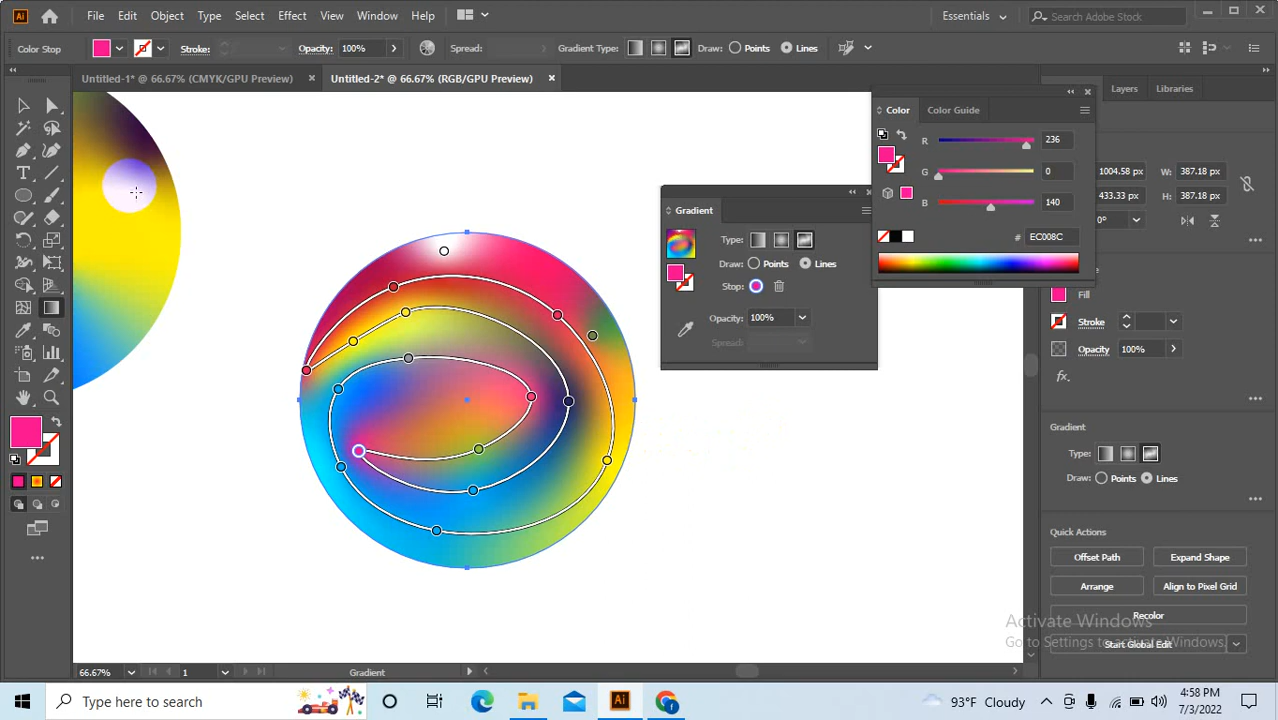 Ai File Edit Object Type Select Effect View Window Help Essentials Search Adobe Stock
Color Stop Stroke: Opacity: 100% Spread: Gradient Type: Draw: Points Lines
Untitled-1* @ 66.67% (CMYK/GPU Preview) Untitled-2* @ 66.67% (RGB/GPU Preview)
Layers Libraries
Color Color Guide
R 236
G 0
B 140
# EC008C
1004.58 px W: 387.18 px
433.33 px H: 387.18 px
0°
Gradient
Type:
Draw: Points Lines
Stop:
Opacity: 100%
Spread:
Fill
Stroke
Opacity 100%
fx.
Gradient
Type:
Draw: Points Lines
Quick Actions
Offset Path Expand Shape
Arrange Align to Pixel Grid
Recolor
Start Global Edit
Activate Windows
Go to Settings to activate Windows.
66.67% 1 Gradient
Type here to search
Ai
93°F Cloudy
4:58 PM
7/3/2022